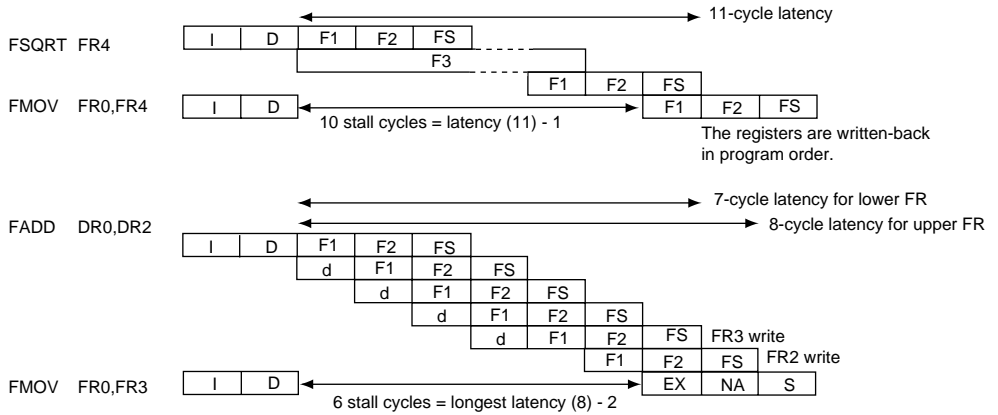 11-cycle latency
FSQRT FR4 I D F1 F2 FS
F3
F1 F2 FS
FMOV FR0,FR4 I D F1 F2 FS
10 stall cycles = latency (11) - 1
The registers are written-back
in program order.
7-cycle latency for lower FR
FADD DR0,DR2 8-cycle latency for upper FR
I D F1 F2 FS
d F1 F2 FS
d F1 F2 FS
d F1 F2 FS
d F1 F2 FS FR3 write
F1 F2 FS FR2 write
FMOV FR0,FR3 I D EX NA S
6 stall cycles = longest latency (8) - 2